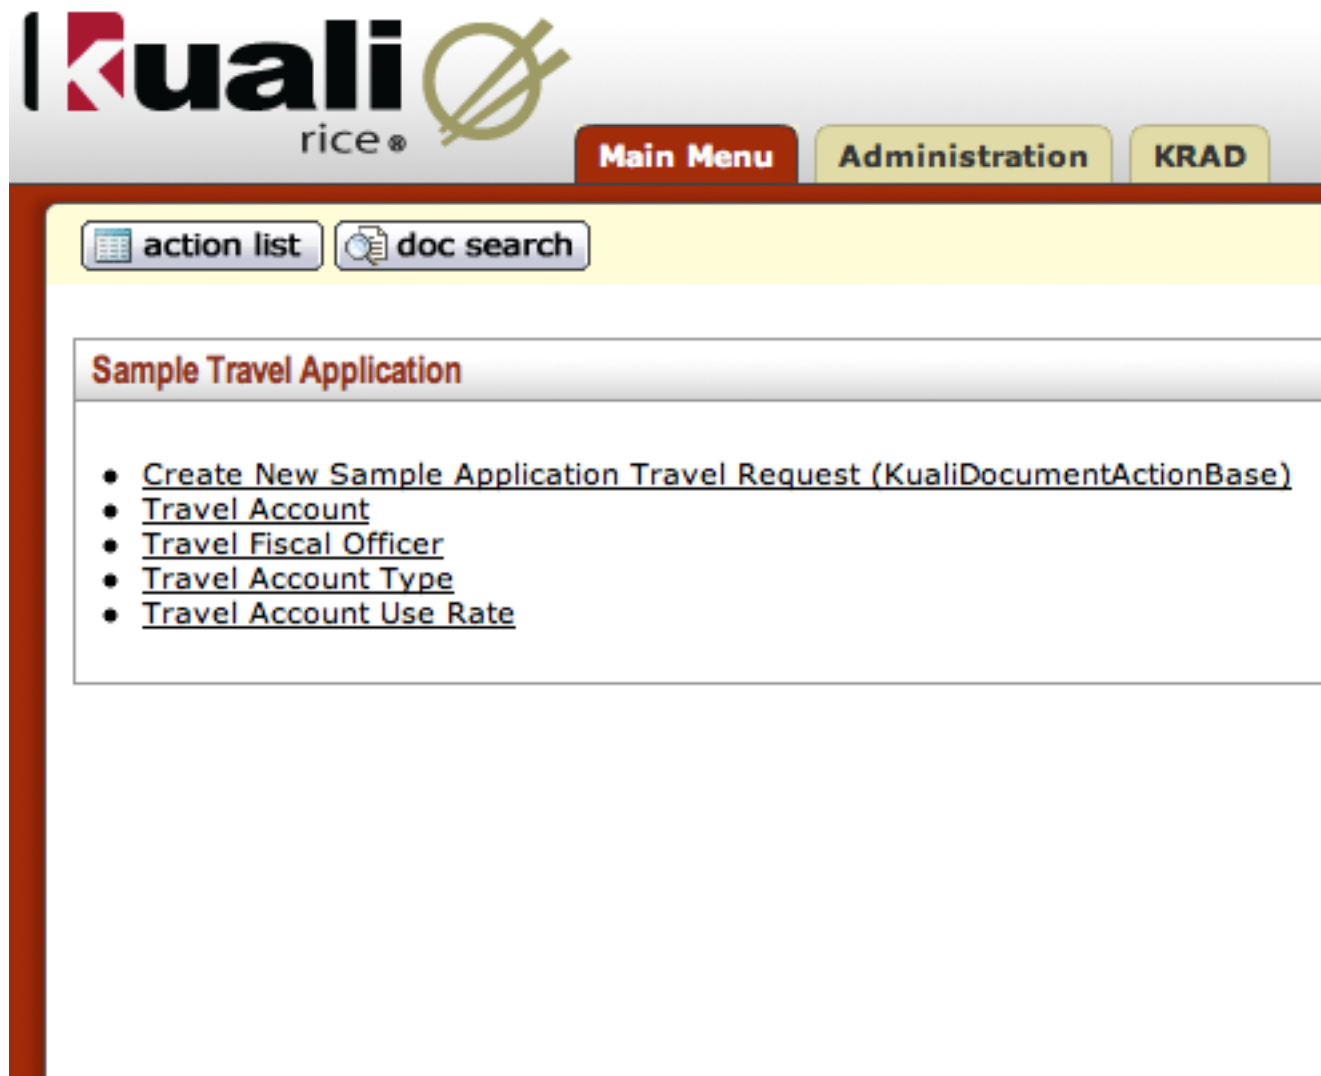 kuali
rice®
Main Menu Administration KRAD
action list doc search
Sample Travel Application
Create New Sample Application Travel Request (KualiDocumentActionBase)
Travel Account
Travel Fiscal Officer
Travel Account Type
Travel Account Use Rate